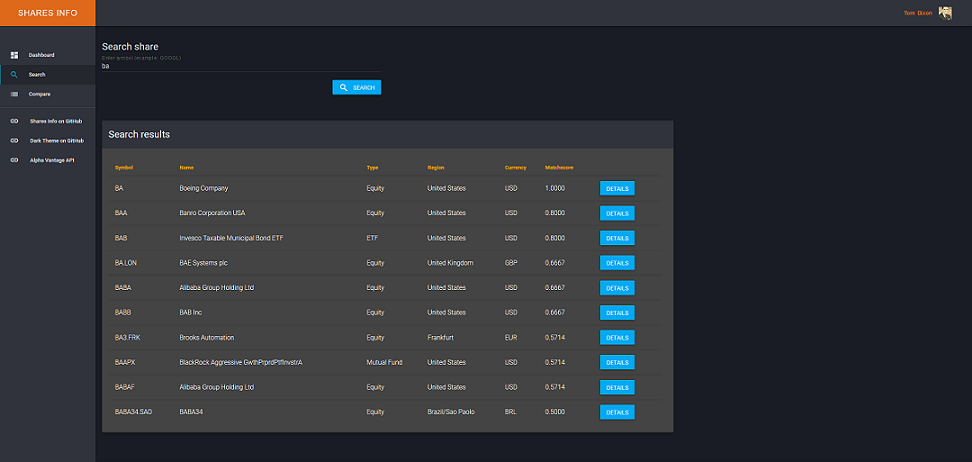 SHARES INFO
Tom Dixon
Dashboard
Search
Compare
Shares Info on GitHub
Dark Theme on GitHub
Alpha Vantage API
Search share
Enter symbol (example: GOOGL)
ba
SEARCH
Search results
Symbol Name Type Region Currency Matchscore
BA Boeing Company Equity United States USD 1.0000 DETAILS
BAA Banro Corporation USA Equity United States USD 0.8000 DETAILS
BAB Invesco Taxable Municipal Bond ETF ETF United States USD 0.8000 DETAILS
BA.LON BAE Systems plc Equity United Kingdom GBP 0.6667 DETAILS
BABA Alibaba Group Holding Ltd Equity United States USD 0.6667 DETAILS
BABB BAB Inc Equity United States USD 0.6667 DETAILS
BA3.FRK Brooks Automation Equity Frankfurt EUR 0.5714 DETAILS
BAAPX BlackRock Aggressive GwthPrprdPtfInvstrA Mutual Fund United States USD 0.5714 DETAILS
BABAF Alibaba Group Holding Ltd Equity United States USD 0.5714 DETAILS
BABA34.SAO BABA34 Equity Brazil/Sao Paolo BRL 0.5000 DETAILS